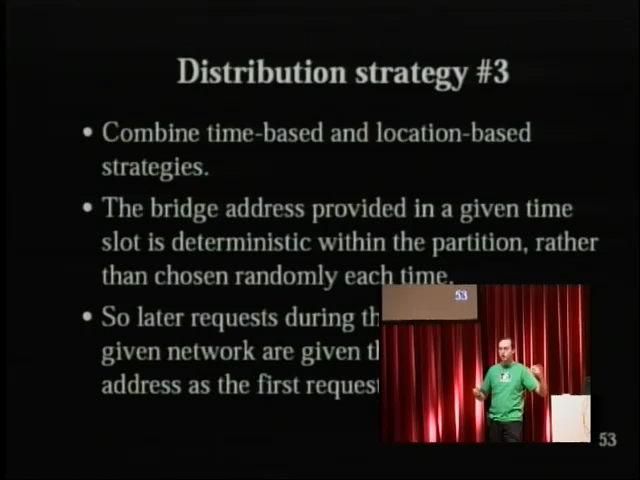 Distribution strategy #3
• Combine time-based and location-based
strategies.
• The bridge address provided in a given time
slot is deterministic within the partition, rather
than chosen randomly each time.
• So later requests during th
given network are given th
address as the first request
53
53